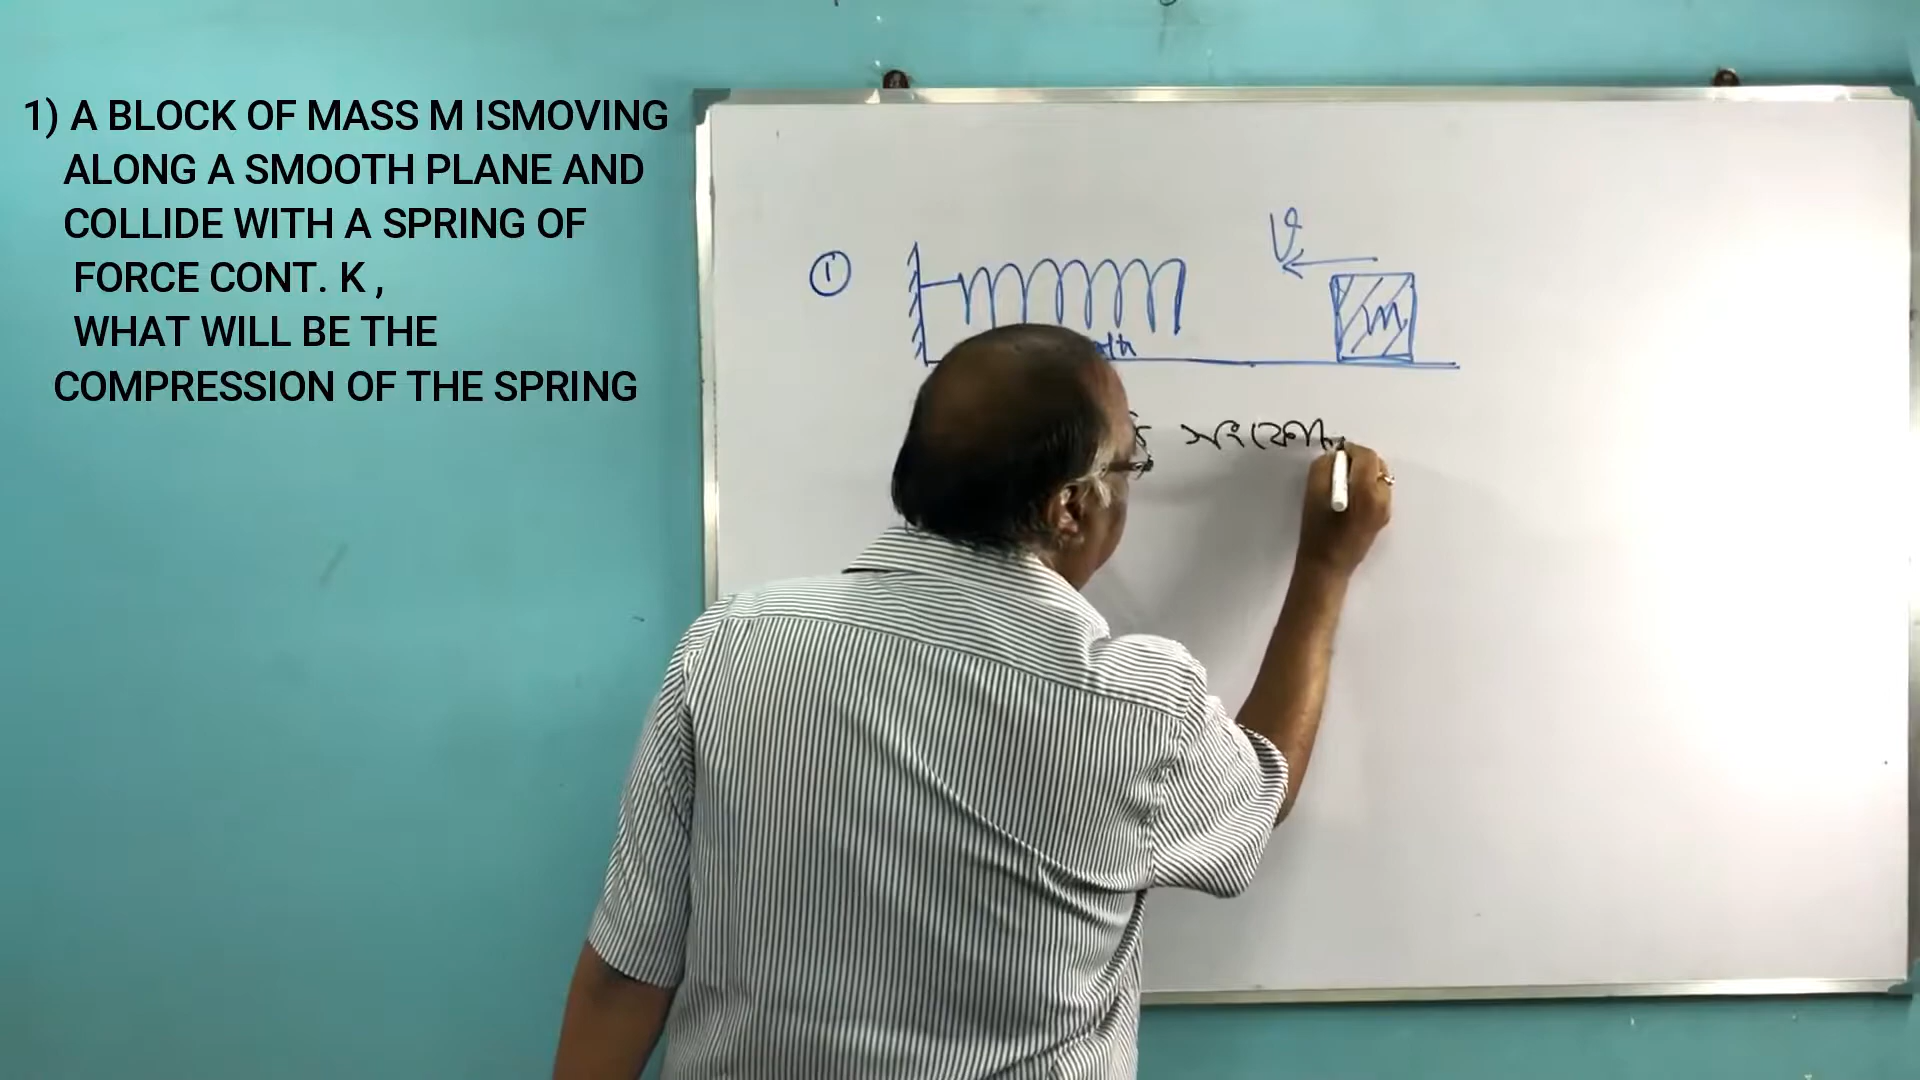 1) A BLOCK OF MASS M ISMOVING
ALONG A SMOOTH PLANE AND
COLLIDE WITH A SPRING OF
FORCE CONT. K ,
WHAT WILL BE THE
COMPRESSION OF THE SPRING
1
v
m